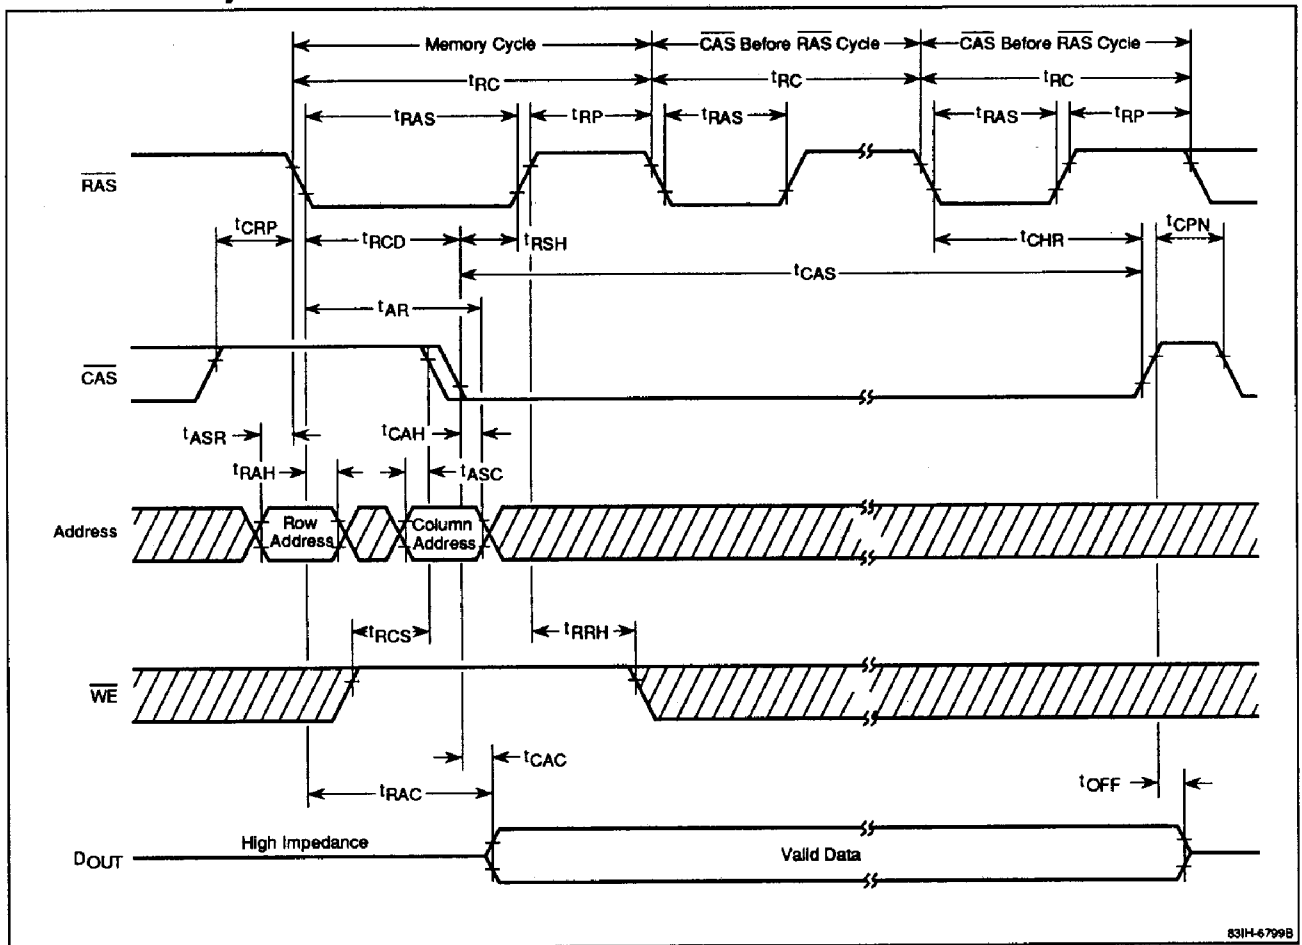 Memory Cycle
CAS Before RAS Cycle
CAS Before RAS Cycle
tRC
tRC
tRC
tRAS
tRP
tRAS
tRAS
tRP
RAS
tCRP
tRCD
tRSH
tCHR
tCPN
tCAS
tAR
CAS
tASR
tCAH
tRAH
tASC
Address
Row
Address
Column
Address
tRCS
tRRH
WE
tCAC
tRAC
tOFF
High Impedance
DOUT
Valid Data
83IH-6799B